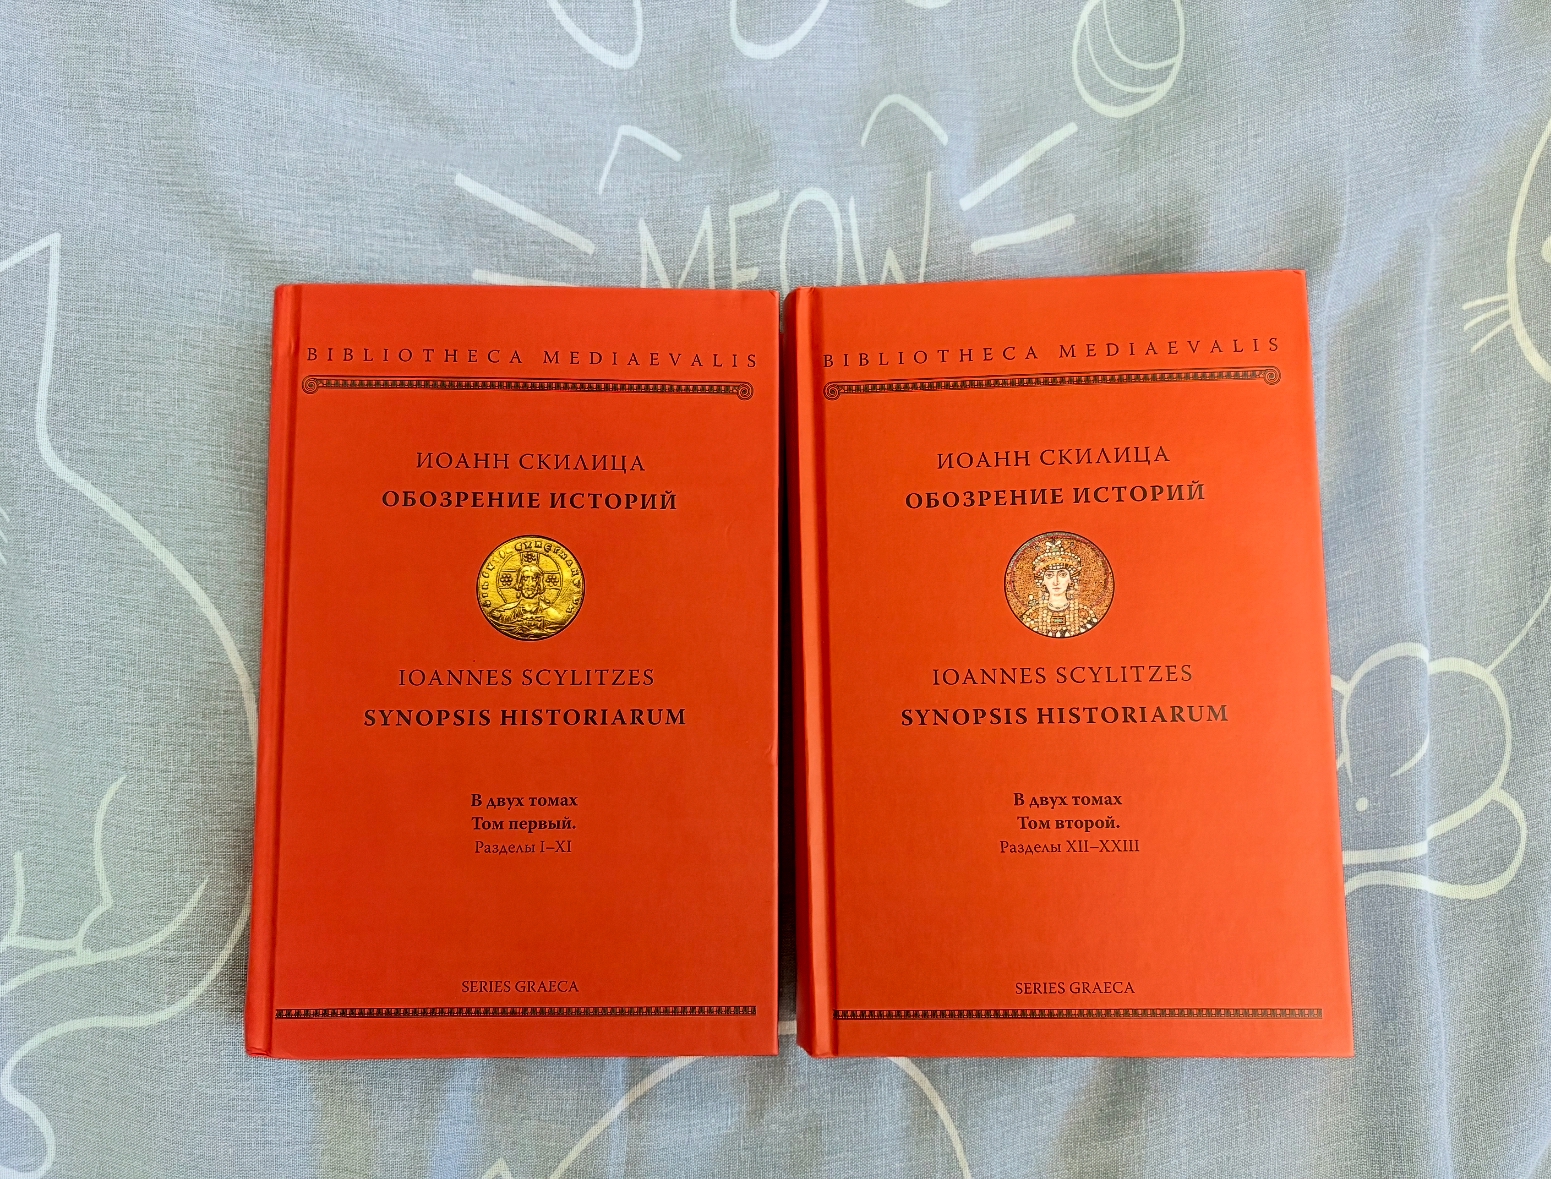 MEOW
BIBLIOTHECA MEDIAEVALIS
ИОАНН СКИЛИЦА
ОБОЗРЕНИЕ ИСТОРИЙ
IOANNES SCYLITZES
SYNOPSIS HISTORIARUM
В двух томах
Том первый.
Разделы I–XI
SERIES GRAECA
BIBLIOTHECA MEDIAEVALIS
ИОАНН СКИЛИЦА
ОБОЗРЕНИЕ ИСТОРИЙ
IOANNES SCYLITZES
SYNOPSIS HISTORIARUM
В двух томах
Том второй.
Разделы XII–XXIII
SERIES GRAECA